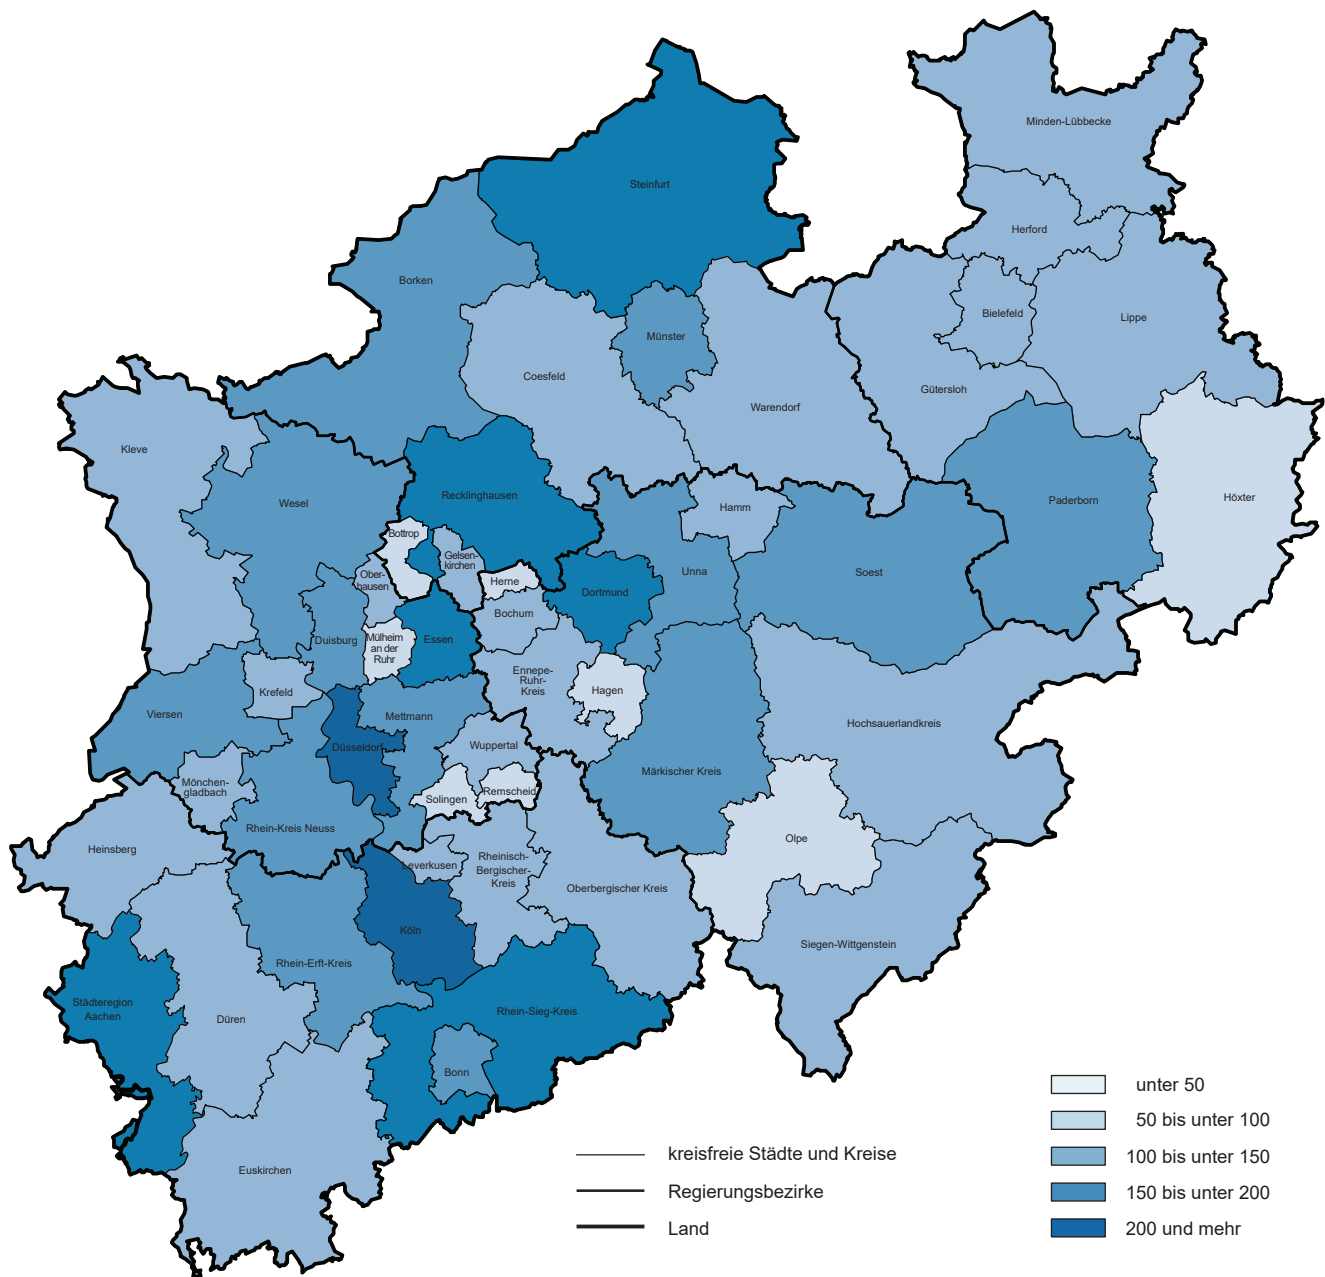 Minden-Lübbecke
Steinfurt
Herford
Borken
Bielefeld
Lippe
Münster
Coesfeld
Gütersloh
Warendorf
Kleve
Recklinghausen
Höxter
Wesel
Hamm
Paderborn
Bottrop
Gelsen-
kirchen
Unna
Soest
Ober-
hausen
Herne
Dortmund
Bochum
Duisburg
Mülheim
an der
Ruhr
Essen
Ennepe-
Ruhr-
Kreis
Hagen
Krefeld
Viersen
Mettmann
Hochsauerlandkreis
Düsseldorf
Wuppertal
Märkischer Kreis
Mönchen-
gladbach
Solingen
Remscheid
Rhein-Kreis Neuss
Olpe
Heinsberg
Leverkusen
Rheinisch-
Bergischer-
Kreis
Oberbergischer Kreis
Köln
Siegen-Wittgenstein
Rhein-Erft-Kreis
Städteregion
Aachen
Düren
Rhein-Sieg-Kreis
Bonn
Euskirchen
kreisfreie Städte und Kreise
Regierungsbezirke
Land
unter 50
50 bis unter 100
100 bis unter 150
150 bis unter 200
200 und mehr